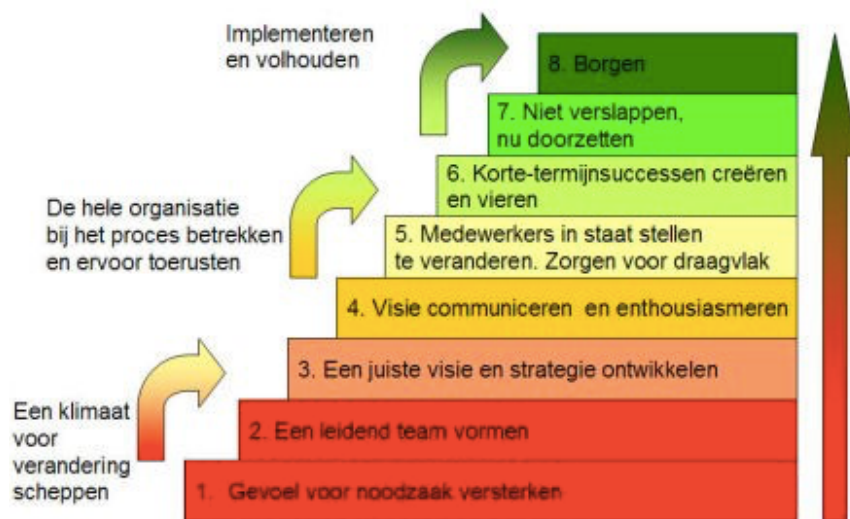 Implementeren
en volhouden
8. Borgen
7. Niet verslappen,
nu doorzetten
6. Korte-termijnsuccessen creëren
en vieren
De hele organisatie
bij het proces betrekken
en ervoor toerusten
5. Medewerkers in staat stellen
te veranderen. Zorgen voor draagvlak
4. Visie communiceren en enthousiasmeren
3. Een juiste visie en strategie ontwikkelen
Een klimaat
voor
verandering
scheppen
2. Een leidend team vormen
1. Gevoel voor noodzaak versterken